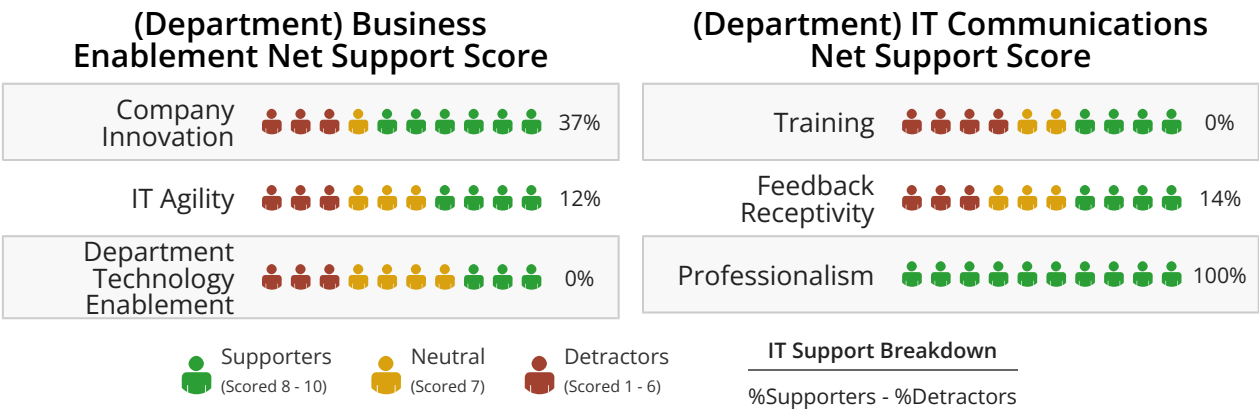 (Department) Business
Enablement Net Support Score
Company
Innovation
37%
IT Agility
12%
Department
Technology
Enablement
0%
(Department) IT Communications
Net Support Score
Training
0%
Feedback
Receptivity
14%
Professionalism
100%
Supporters
(Scored 8 - 10)
Neutral
(Scored 7)
Detractors
(Scored 1 - 6)
IT Support Breakdown
%Supporters - %Detractors